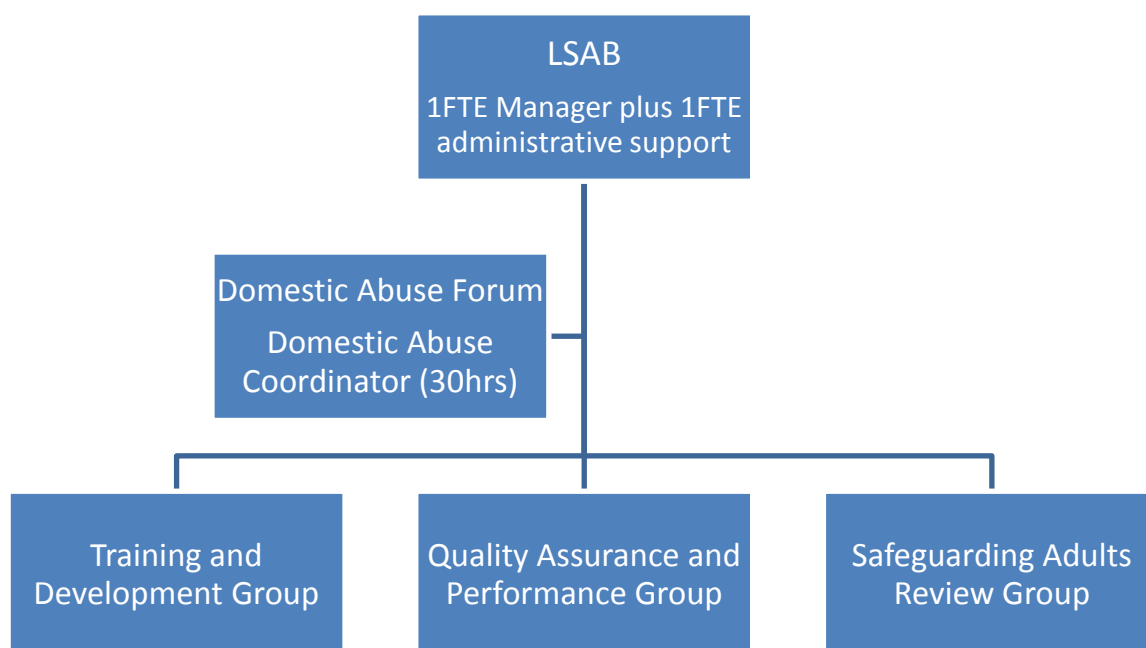 LSAB
1FTE Manager plus 1FTE
administrative support
Domestic Abuse Forum
Domestic Abuse
Coordinator (30hrs)
Training and
Development Group
Quality Assurance and
Performance Group
Safeguarding Adults
Review Group